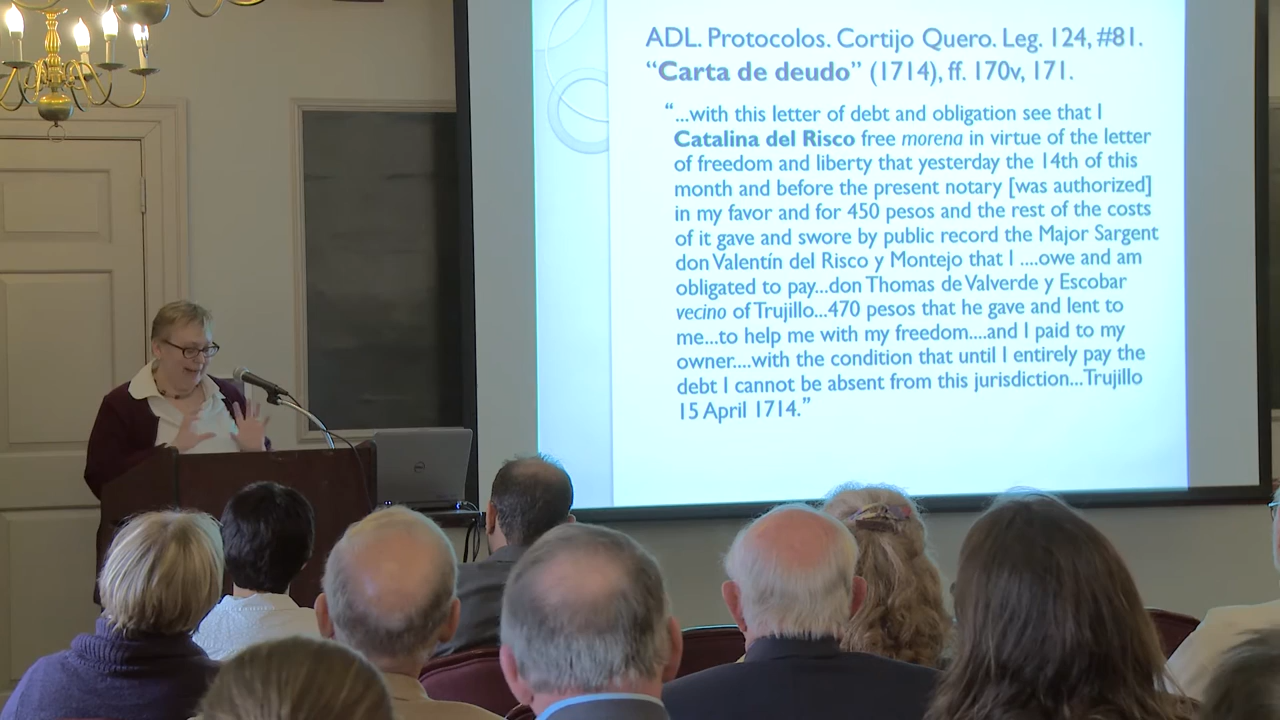 ADL. Protocolos. Cortijo Quero. Leg. 124, #81.
“Carta de deudo” (1714), ff. 170v, 171.
“...with this letter of debt and obligation see that I
Catalina del Risco free morena in virtue of the letter
of freedom and liberty that yesterday the 14th of this
month and before the present notary [was authorized]
in my favor and for 450 pesos and the rest of the costs
of it gave and swore by public record the Major Sargent
don Valentín del Risco y Montejo that I ....owe and am
obligated to pay...don Thomas de Valverde y Escobar
vecino of Trujillo...470 pesos that he gave and lent to
me...to help me with my freedom....and I paid to my
owner....with the condition that until I entirely pay the
debt I cannot be absent from this jurisdiction...Trujillo
15 April 1714.”
DELL